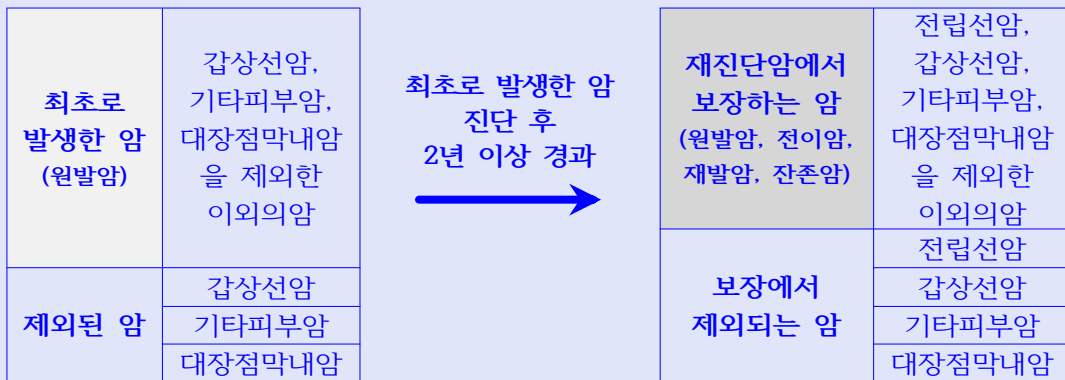 최초로
발생한 암
(원발암)
갑상선암,
기타피부암,
대장점막내암
을 제외한
이외의암
제외된 암
갑상선암
기타피부암
대장점막내암
최초로 발생한 암
진단 후
2년 이상 경과
재진단암에서
보장하는 암
(원발암, 전이암,
재발암, 잔존암)
전립선암,
갑상선암,
기타피부암,
대장점막내암
을 제외한
이외의암
보장에서
제외되는 암
전립선암
갑상선암
기타피부암
대장점막내암